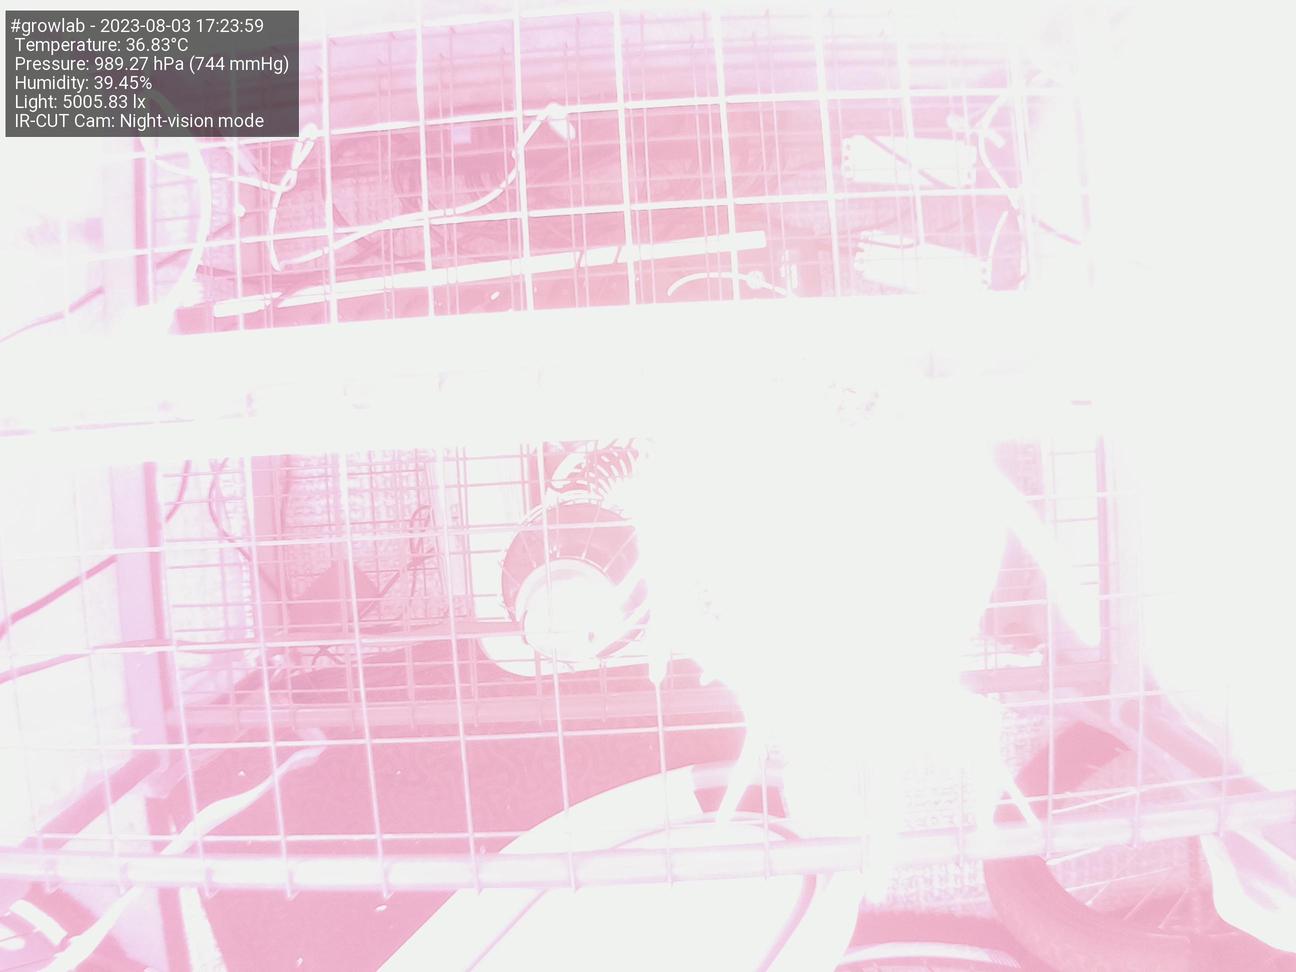 #growlab - 2023-08-03 17:23:59
Temperature: 36.83°C
Pressure: 989.27 hPa (744 mmHg)
Humidity: 39.45%
Light: 5005.83 lx
IR-CUT Cam: Night-vision mode